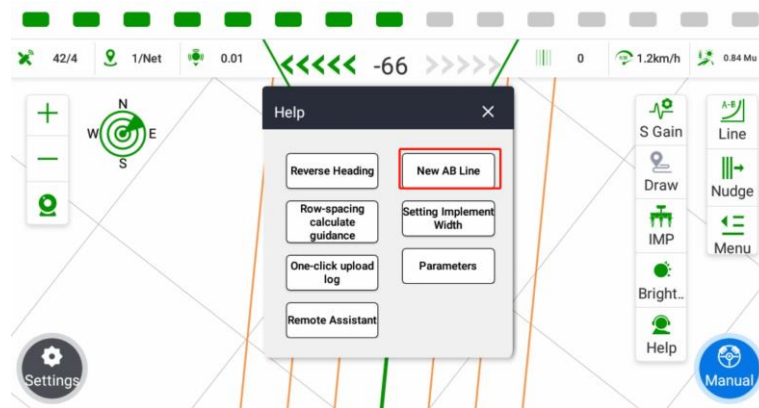 42/4
1/Net
0.01
-66
0
1.2km/h
0.84 Mu
N
W
E
S
Help
Reverse Heading
New AB Line
Row-spacing
calculate
guidance
Setting Implement
Width
One-click upload
log
Parameters
Remote Assistant
S Gain
Draw
IMP
Bright..
Help
A-B
Line
Nudge
Menu
Settings
Manual